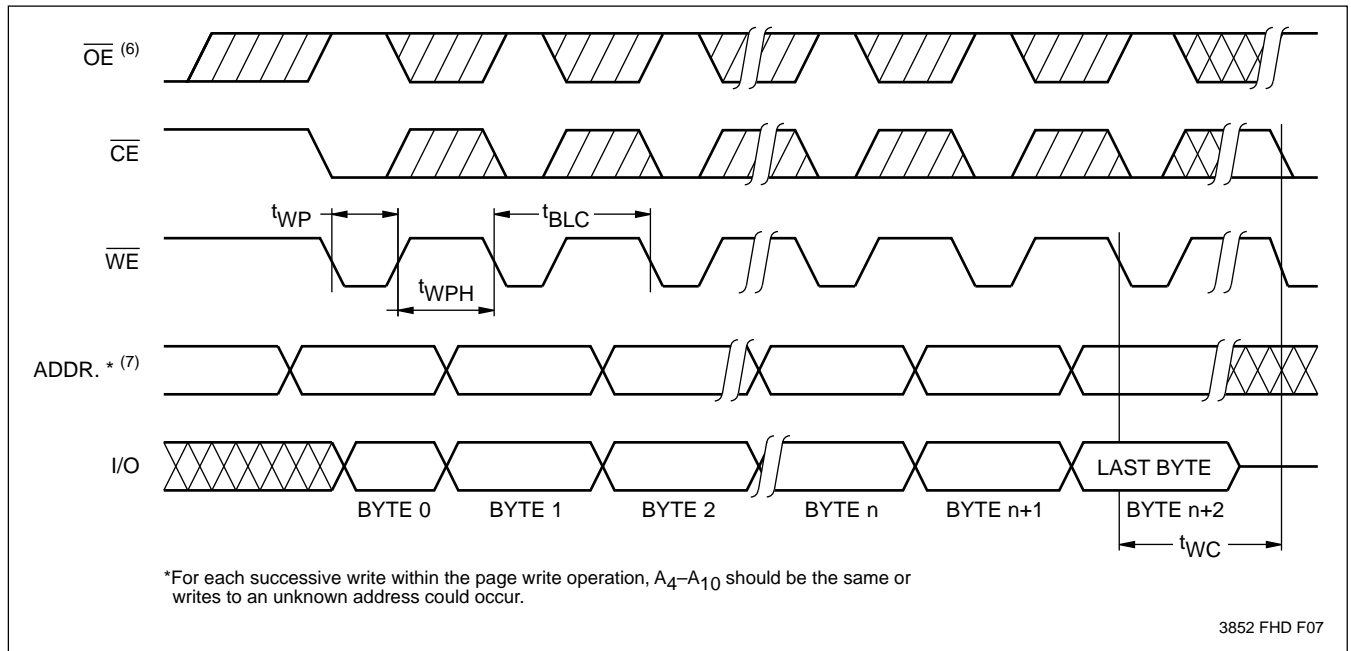 OE (6)
CE
tWP
tBLC
WE
tWPH
ADDR. * (7)
I/O
LAST BYTE
BYTE 0 BYTE 1 BYTE 2 BYTE n BYTE n+1 BYTE n+2
tWC
*For each successive write within the page write operation, A4–A10 should be the same or
writes to an unknown address could occur.
3852 FHD F07